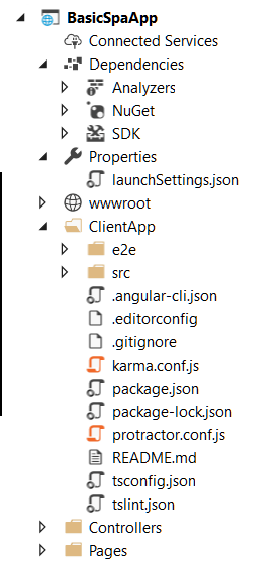 BasicSpaApp
Connected Services
Dependencies
Analyzers
NuGet
SDK
Properties
launchSettings.json
wwwroot
ClientApp
e2e
src
.angular-cli.json
.editorconfig
.gitignore
karma.conf.js
package.json
package-lock.json
protractor.conf.js
README.md
tsconfig.json
tslint.json
Controllers
Pages